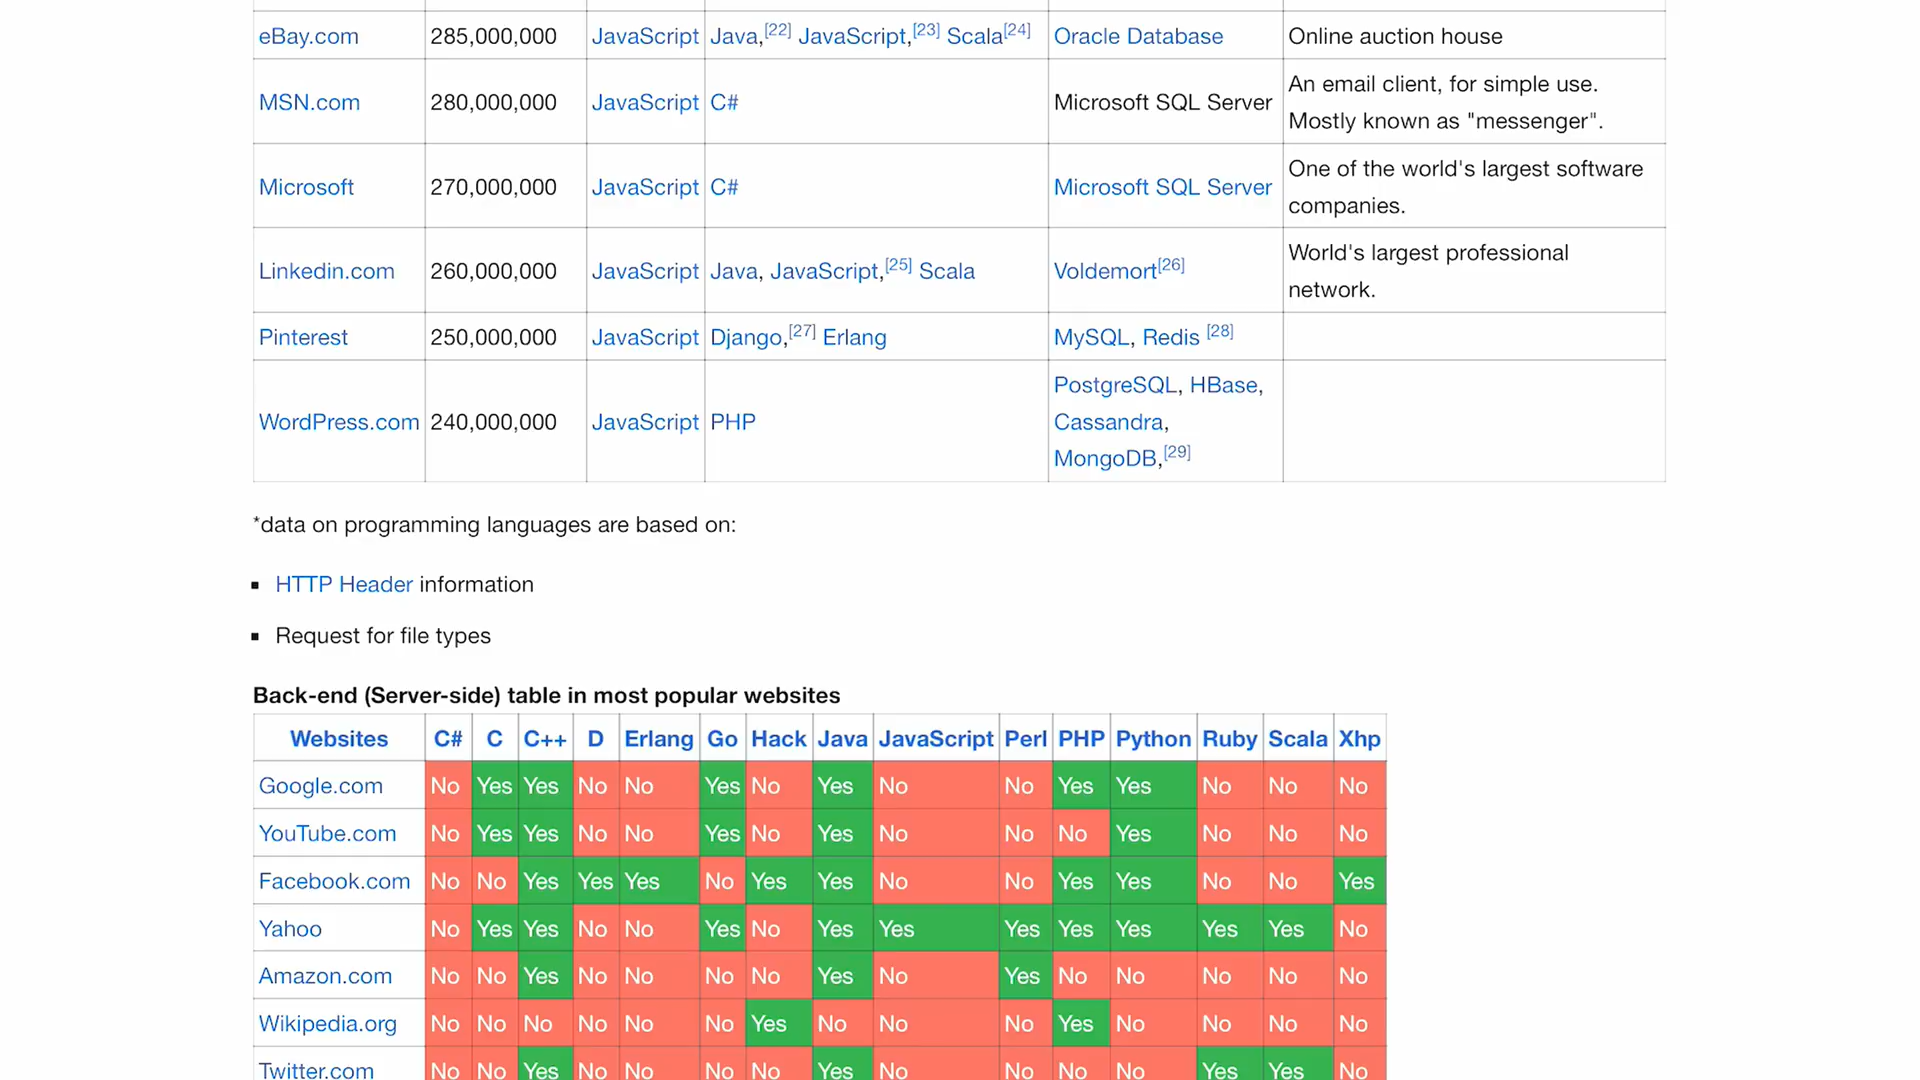 eBay.com 285,000,000 JavaScript Java,[22] JavaScript,[23] Scala[24] Oracle Database Online auction house
MSN.com 280,000,000 JavaScript C# Microsoft SQL Server An email client, for simple use.
Mostly known as "messenger".
Microsoft 270,000,000 JavaScript C# Microsoft SQL Server One of the world's largest software
companies.
Linkedin.com 260,000,000 JavaScript Java, JavaScript,[25] Scala Voldemort[26] World's largest professional
network.
Pinterest 250,000,000 JavaScript Django,[27] Erlang MySQL, Redis [28]
WordPress.com 240,000,000 JavaScript PHP PostgreSQL, HBase,
Cassandra,
MongoDB,[29]
*data on programming languages are based on:
HTTP Header information
Request for file types
Back-end (Server-side) table in most popular websites
Websites C# C C++ D Erlang Go Hack Java JavaScript Perl PHP Python Ruby Scala Xhp
Google.com No Yes Yes No No Yes No Yes No No Yes Yes No No No
YouTube.com No Yes Yes No No Yes No Yes No No No Yes No No No
Facebook.com No No Yes Yes Yes No Yes Yes No No Yes Yes No No Yes
Yahoo No Yes Yes No No Yes No Yes Yes Yes Yes Yes Yes Yes No
Amazon.com No No Yes No No No No Yes No Yes No No No No No
Wikipedia.org No No No No No No Yes No No No Yes No No No No
Twitter.com No No Yes No No No No Yes No No No No Yes Yes No